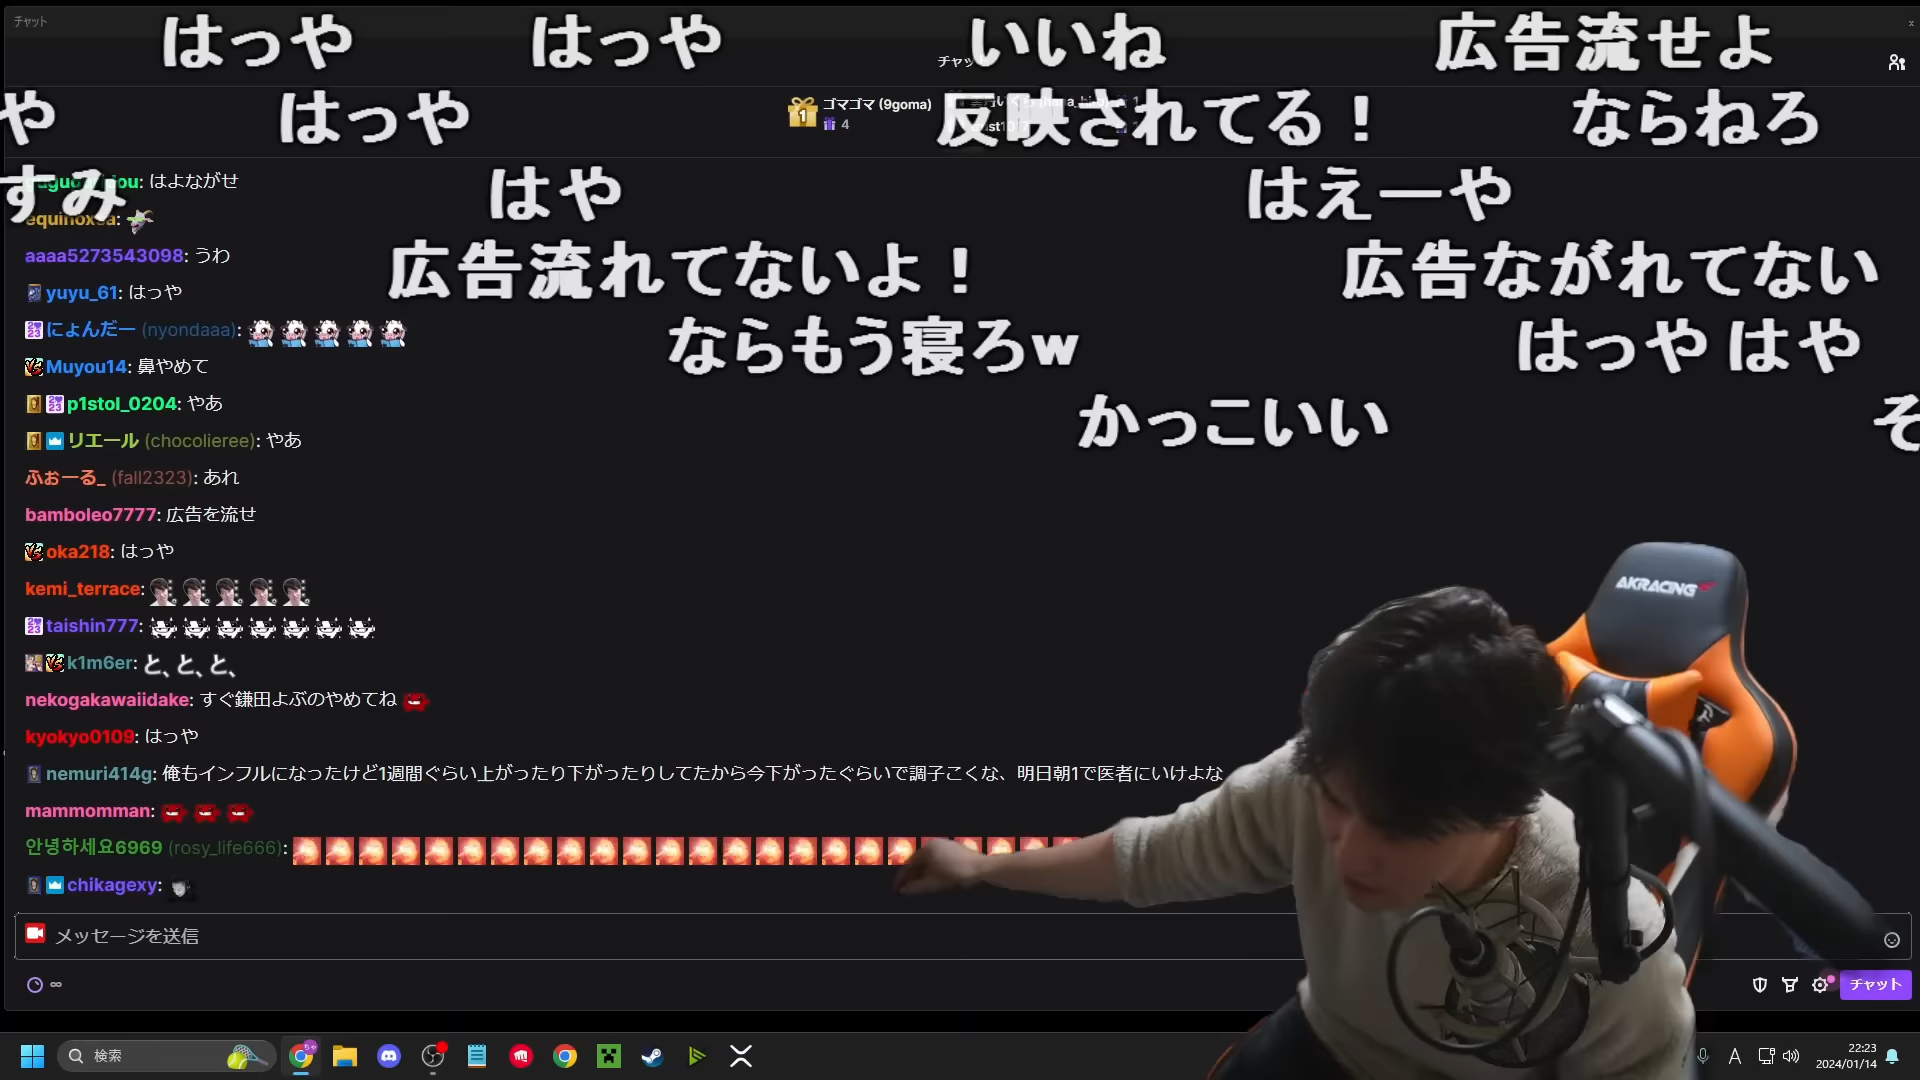 チャット
はっや はっや いいね 広告流せよ
チャッ
や はっや 反映されてる！ ならねろ
ゴマゴマ (9goma)
4
すみ はや はえーや
はよながせ
aaaa5273543098: うわ
広告流れてないよ！ 広告ながれてない
yuyu_61: はっや
にょんだー (nyondaaa):
ならもう寝ろw はっや はや
Muyou14: 鼻やめて
p1stol_0204: やあ
かっこいい そ
リエール (chocolieree): やあ
ふぉーる_ (fall2323): あれ
bamboleo7777: 広告を流せ
oka218: はっや
kemi_terrace:
AKRACING
taishin777:
k1m6er: と、と、と、
nekogakawaiidake: すぐ鎌田よぶのやめてね
kyokyo0109: はっや
nemuri414g: 俺もインフルになったけど1週間ぐらい上がったり下がったりしてたから今下がったぐらいで調子こくな、明日朝1で医者にいけよな
mammomman:
안녕하세요6969 (rosy_life666):
chikagexy:
メッセージを送信
∞
チャット
検索
A
22:23
2024/01/14